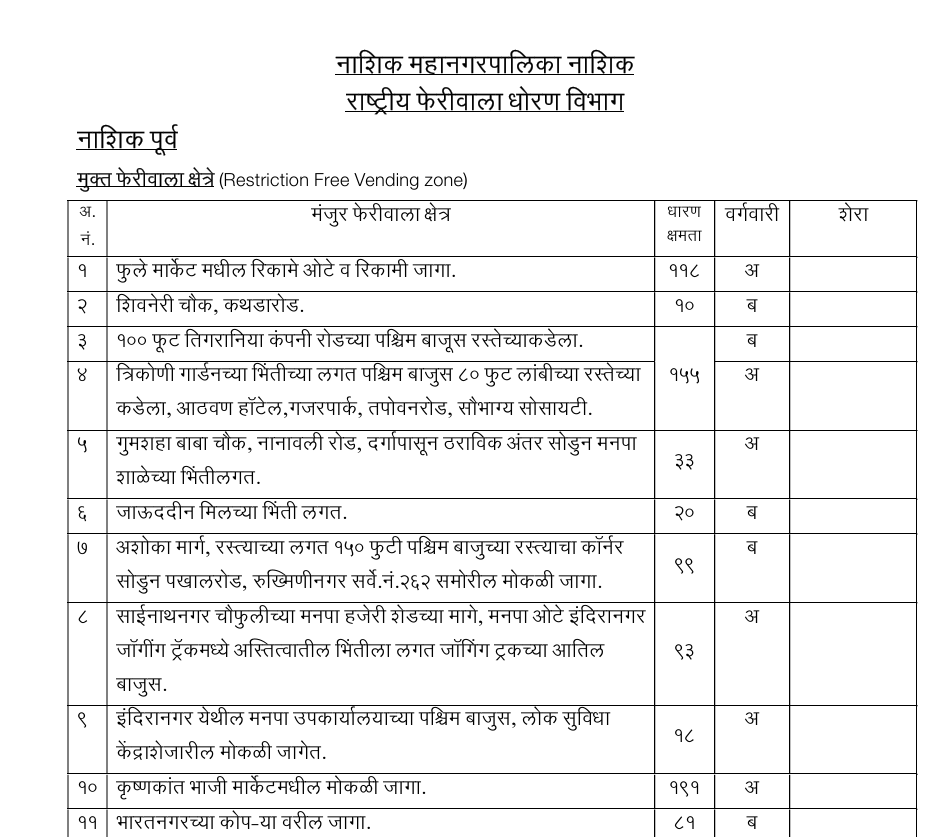 नाशिक महानगरपालिका नाशिक
राष्ट्रीय फेरीवाला धोरण विभाग
नाशिक पूर्व
मुक्त फेरीवाला क्षेत्रे (Restriction Free Vending zone)
अ. नं. मंजुर फेरीवाला क्षेत्र धारण क्षमता वर्गवारी शेरा
१ फुले मार्केट मधील रिकामे ओटे व रिकामी जागा. ११८ अ
२ शिवनेरी चौक, कथडारोड. १० ब
३ १०० फूट तिगरानिया कंपनी रोडच्या पश्चिम बाजूस रस्तेच्याकडेला. ब
४ त्रिकोणी गार्डनच्या भिंतीच्या लगत पश्चिम बाजुस ८० फुट लांबीच्या रस्तेच्या १५५ अ
कडेला, आठवण हॉटेल,गजरपार्क, तपोवनरोड, सौभाग्य सोसायटी.
५ गुमशहा बाबा चौक, नानावली रोड, दर्गापासून ठराविक अंतर सोडुन मनपा ३३ अ
शाळेच्या भिंतीलगत.
६ जाऊददीन मिलच्या भिंती लगत. २० ब
७ अशोका मार्ग, रस्त्याच्या लगत १५० फुटी पश्चिम बाजुच्या रस्त्याचा कॉर्नर ९९ ब
सोडुन पखालरोड, रुख्मिणीनगर सर्वे.नं.२६२ समोरील मोकळी जागा.
८ साईनाथनगर चौफुलीच्या मनपा हजेरी शेडच्या मागे, मनपा ओटे इंदिरानगर अ
जॉगींग ट्रॅकमध्ये अस्तित्वातील भिंतीला लगत जॉगिंग ट्रकच्या आतिल ९३
बाजुस.
९ इंदिरानगर येथील मनपा उपकार्यालयाच्या पश्चिम बाजुस, लोक सुविधा १८ अ
केंद्राशेजारील मोकळी जागेत.
१० कृष्णकांत भाजी मार्केटमधील मोकळी जागा. १९१ अ
११ भारतनगरच्या कोप-या वरील जागा. ८१ ब